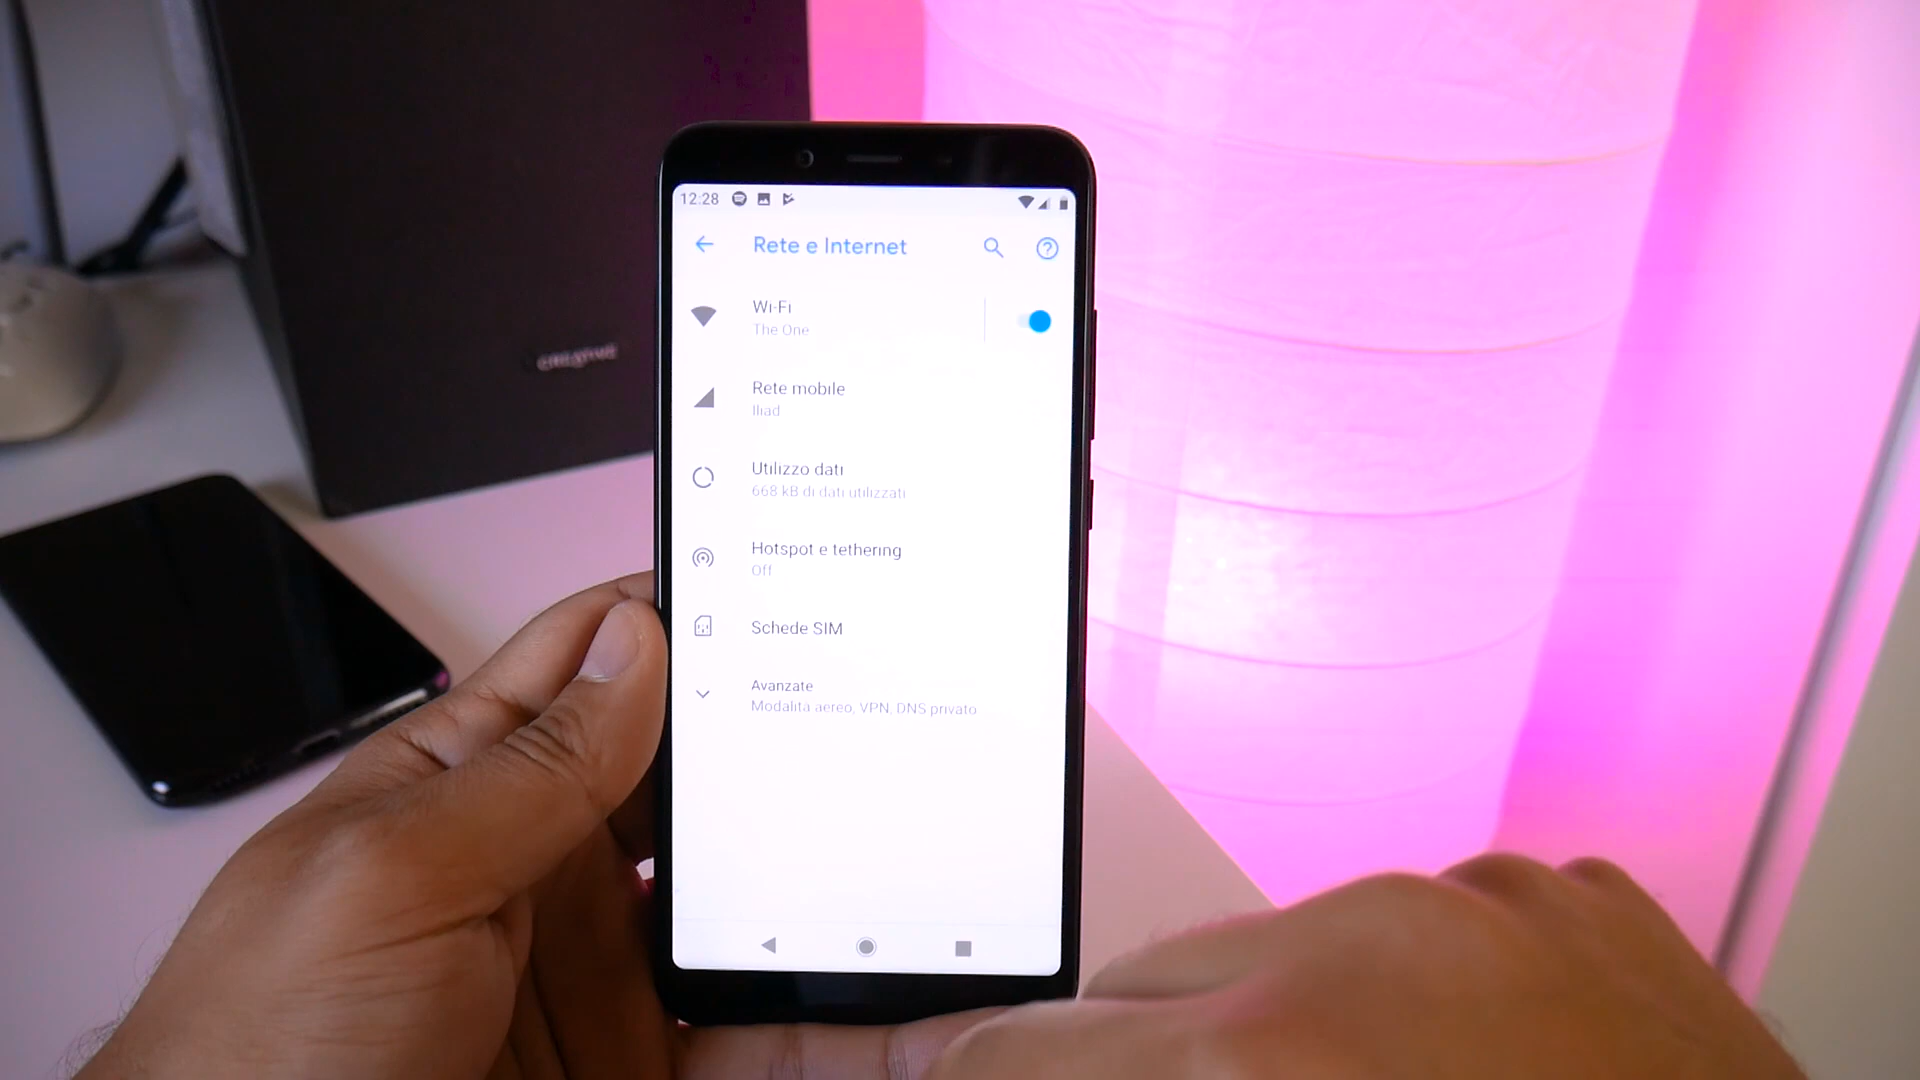 12:28
Rete e Internet
Wi-Fi
The One
Rete mobile
Iliad
Utilizzo dati
668 kB di dati utilizzati
Hotspot e tethering
Off
Schede SIM
Avanzate
Modalità aereo, VPN, DNS privato
CREATIVE